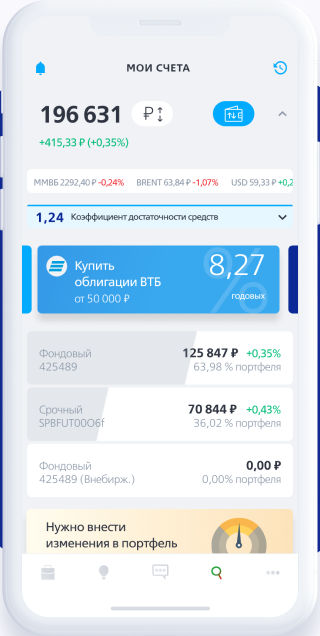 МОИ СЧЕТА
196 631 ₽
+415,33 ₽ (+0,35%)
ММВБ 2292,40 ₽ -0,24% BRENT 63,84 ₽ -1,07% USD 59,33 ₽ +0,2
1,24 Коэффициент достаточности средств
Купить
облигации ВТБ
от 50 000 ₽
8,27
%
годовых
Фондовый 125 847 ₽ +0,35%
425489 63,98 % портфеля
Срочный 70 844 ₽ +0,43%
SPBFUT00O6f 36,02 % портфеля
Фондовый 0,00 ₽
425489 (Внебирж.) 0,00% портфеля
Нужно внести
изменения в портфель